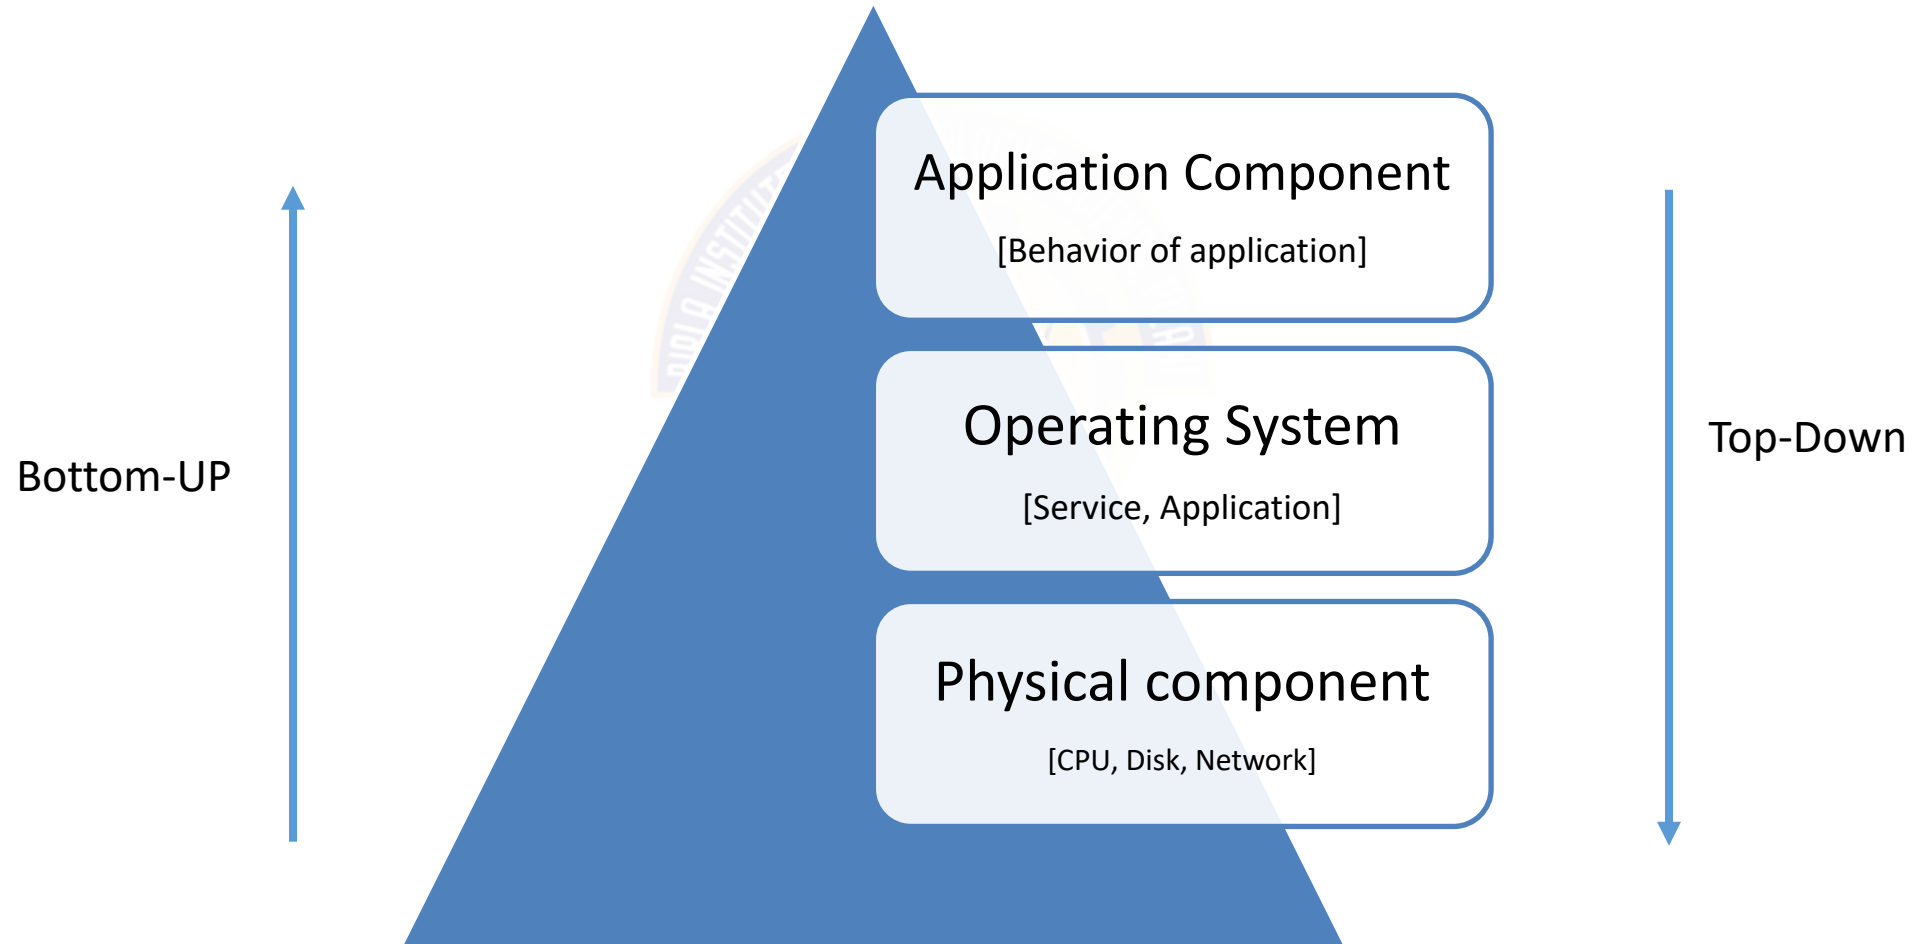 Application Component
[Behavior of application]
Bottom-UP
Operating System
[Service, Application]
Top-Down
Physical component
[CPU, Disk, Network]